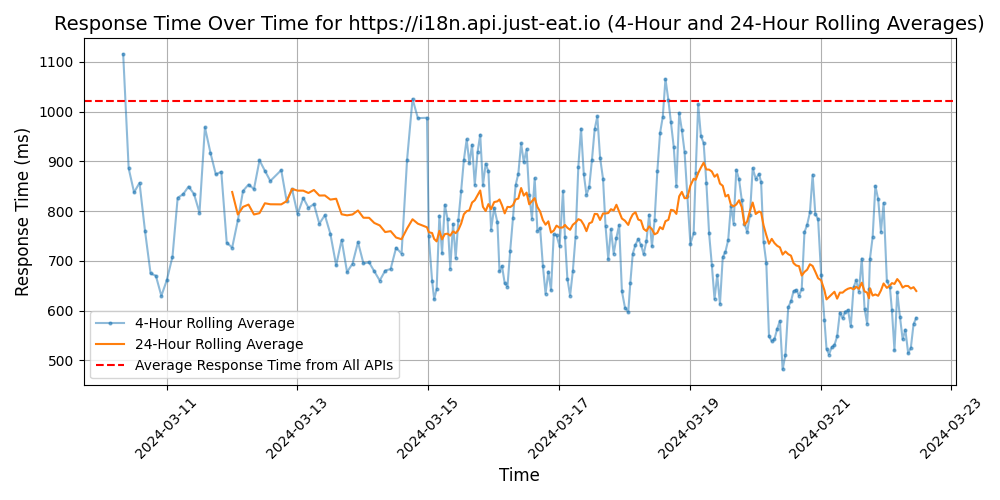 Response Time Over Time for https://i18n.api.just-eat.io (4-Hour and 24-Hour Rolling Averages)
Response Time (ms)
1100
1000
900
800
700
600
500
4-Hour Rolling Average
24-Hour Rolling Average
Average Response Time from All APIs
2024-03-11
2024-03-13
2024-03-15
2024-03-17
2024-03-19
2024-03-21
2024-03-23
Time